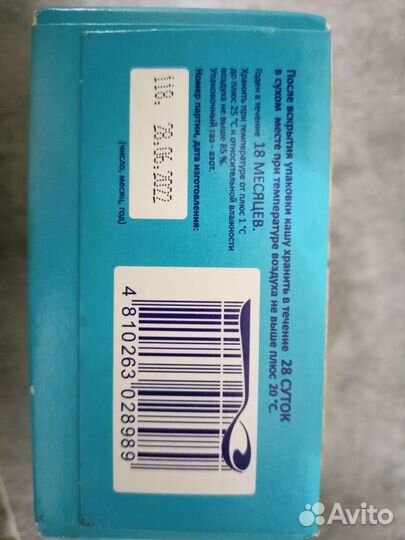 После вскрытия упаковки кашу хранить в течение 28 СУТОК
в сухом месте при температуре воздуха не выше плюс 20 °С.
Годен в течение 18 МЕСЯЦЕВ.
Хранить при температуре от плюс 1 °С
до плюс 25 °С и относительной влажности
воздуха не выше 85 %.
Упаковочный газ - азот.
Номер партии, дата изготовления:
118: 28.06.2022
(число, месяц, год)
4 810263 028989
Avito